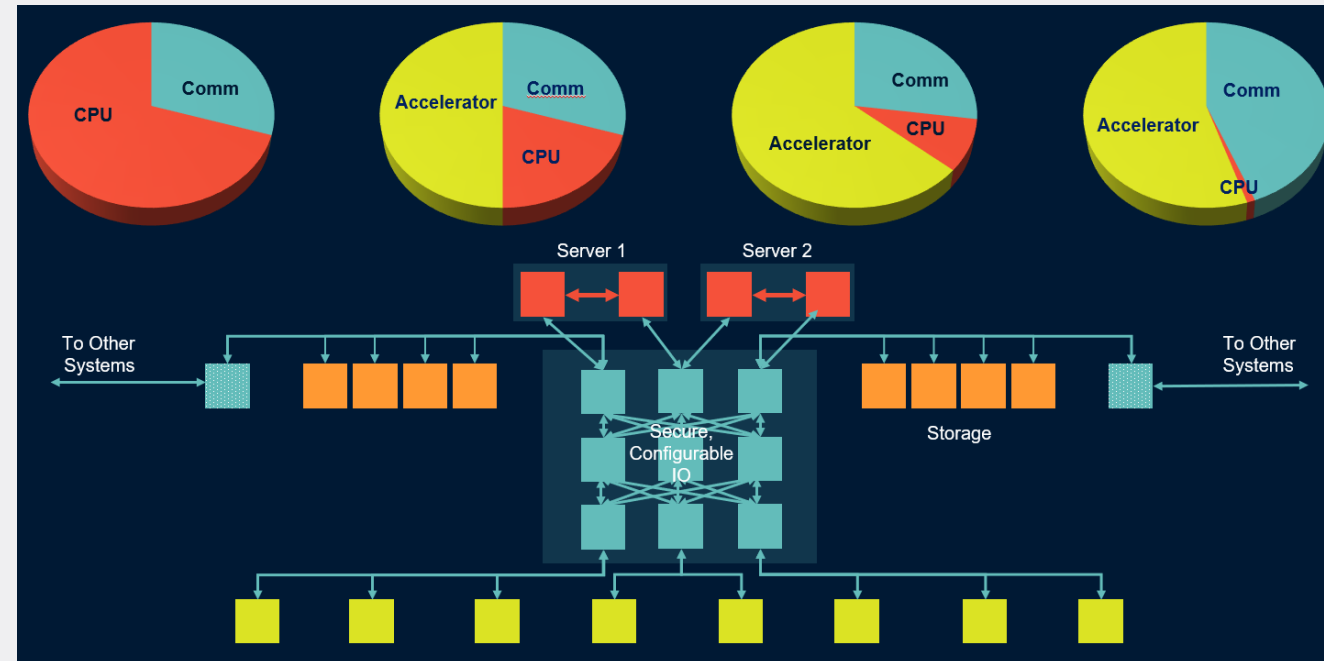 CPU
Comm
Accelerator
Comm
CPU
Accelerator
Comm
CPU
Accelerator
Comm
CPU
Server 1
Server 2
To Other
Systems
Secure,
Configurable
IO
Storage
To Other
Systems